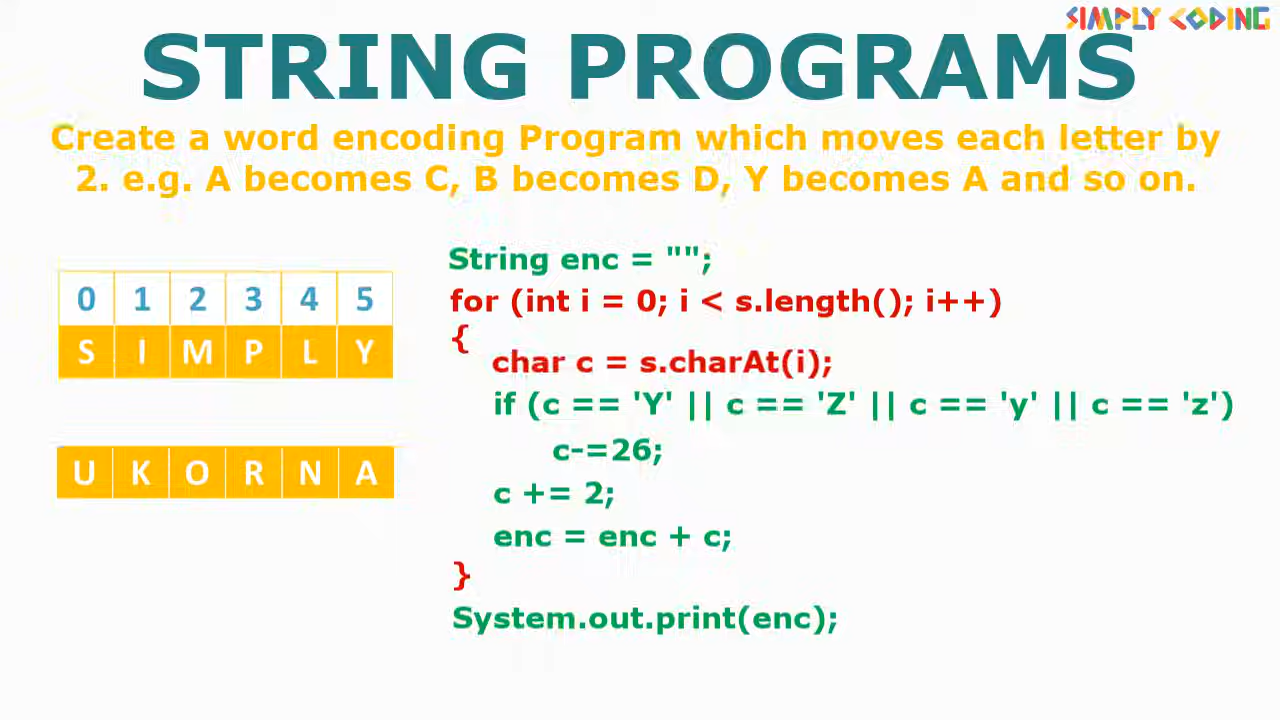 SIMPLY CODING
STRING PROGRAMS
Create a word encoding Program which moves each letter by
2. e.g. A becomes C, B becomes D, Y becomes A and so on.
0 1 2 3 4 5
S I M P L Y
U K O R N A
String enc = "";
for (int i = 0; i < s.length(); i++)
{
char c = s.charAt(i);
if (c == 'Y' || c == 'Z' || c == 'y' || c == 'z')
c-=26;
c += 2;
enc = enc + c;
}
System.out.print(enc);